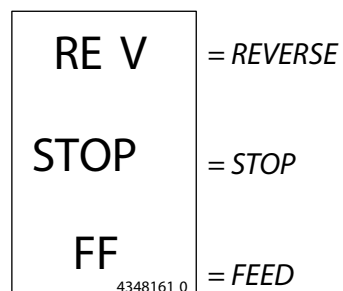 RE V = REVERSE
STOP = STOP
FF = FEED
4348161 0